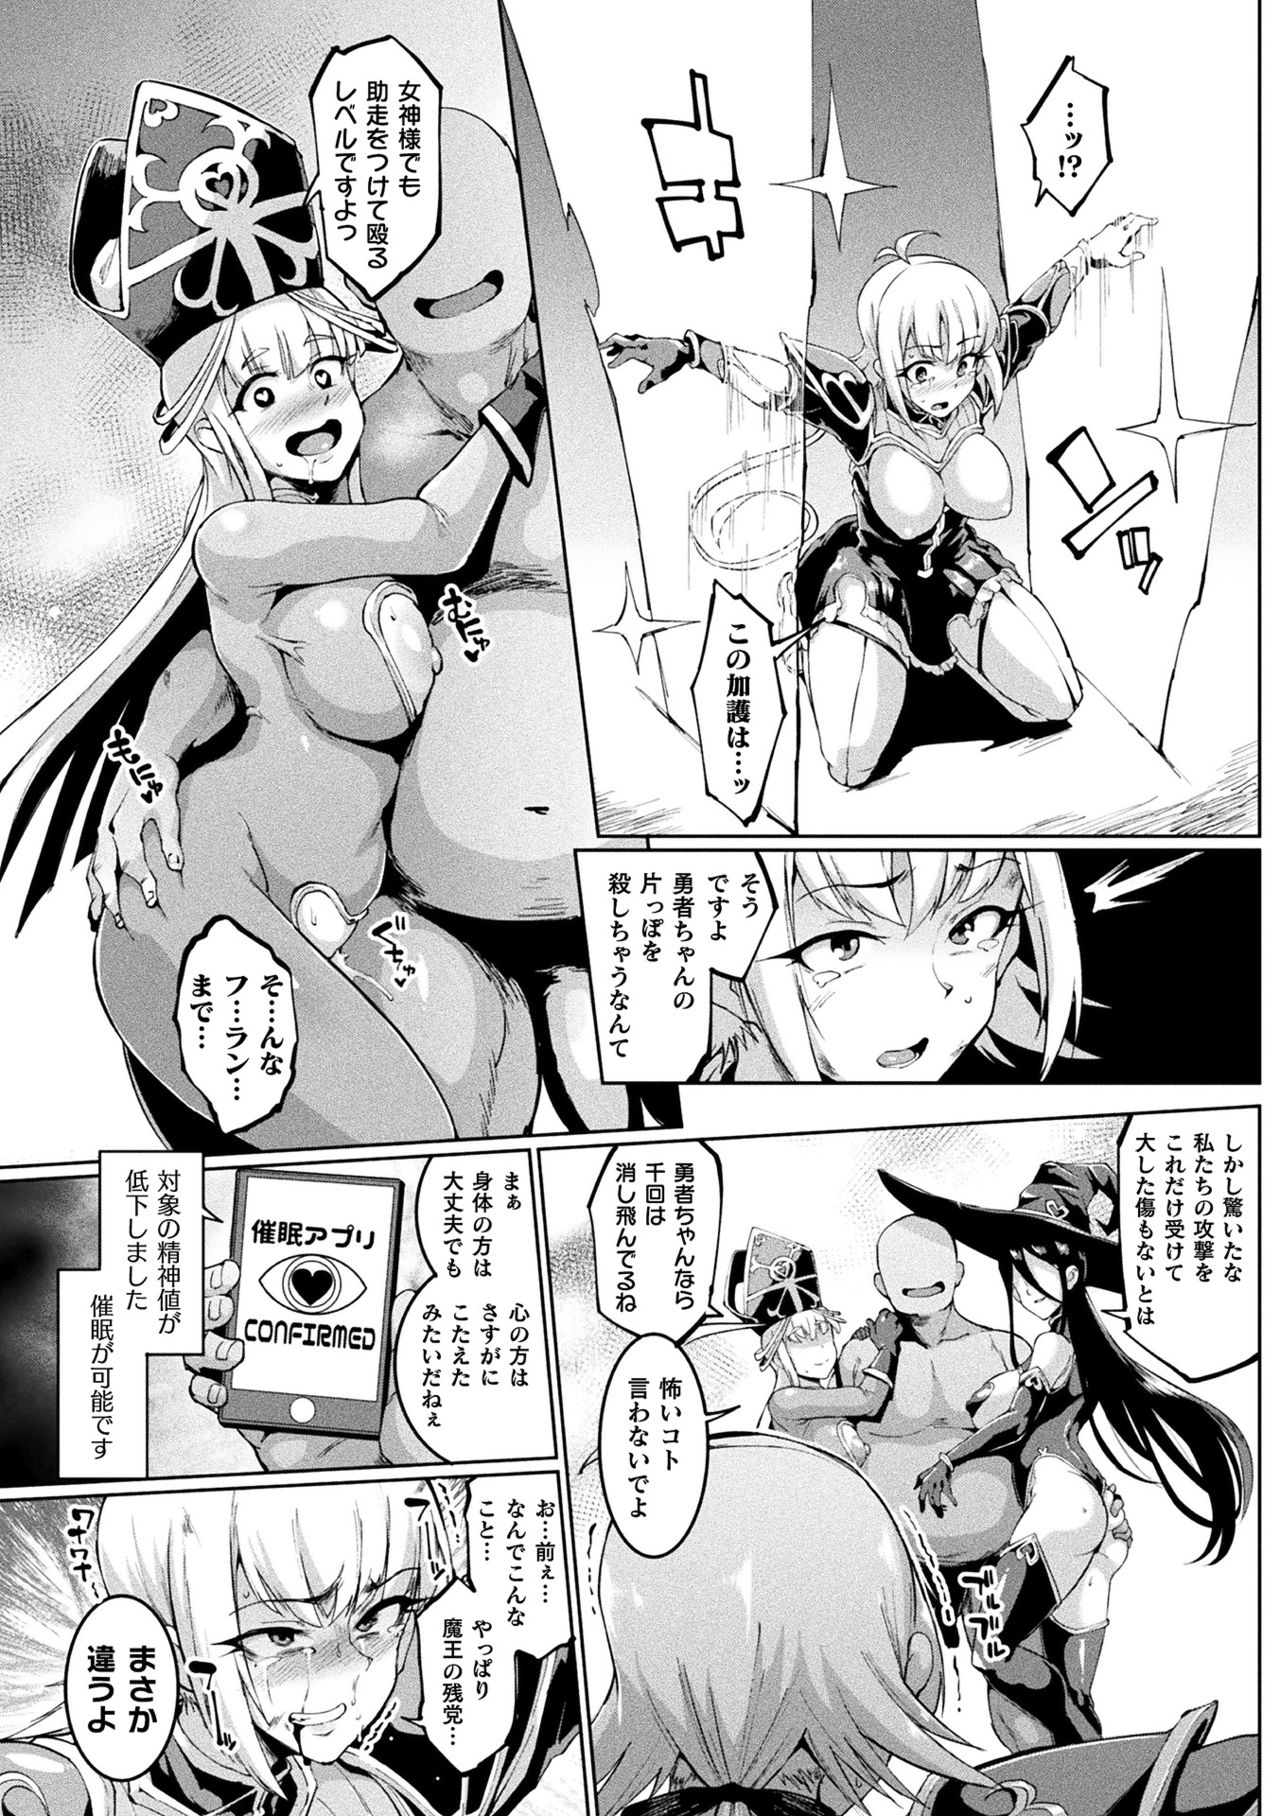 …ッ!?
キ
ン
この加護は…ッ
そう
ですよ
勇者ちゃんの
片っぽを
殺しちゃうなんて
女神様でも
助走をつけて殴る
レベルですよっ
むにゅ
もにゅ
ぐちゅ
そ…んな
フ…ラン…
まで…
しかし驚いたな
私たちの攻撃を
これだけ受けて
大した傷もないとは
勇者ちゃんなら
千回は
消し飛んでるね
怖いコト
言わないでよ
ブルブル
まぁ
身体の方は
大丈夫でも
心の方は
さすがに
こたえた
みたいだねぇ
催眠アプリ
CONFIRMED
対象の精神値が
低下しました
催眠が可能です
お…前ぇ…
なんでこんな
こと…
やっぱり
魔王の残党…
ワナワナ
まさか
違うよ